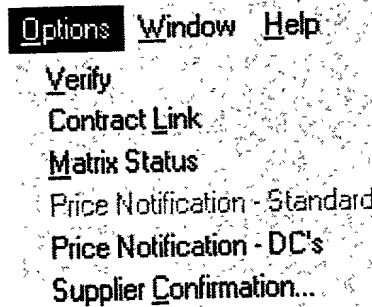 Options Window Help
Verify
Contract Link
Matrix Status
Price Notification - Standard
Price Notification - DC's
Supplier Confirmation...